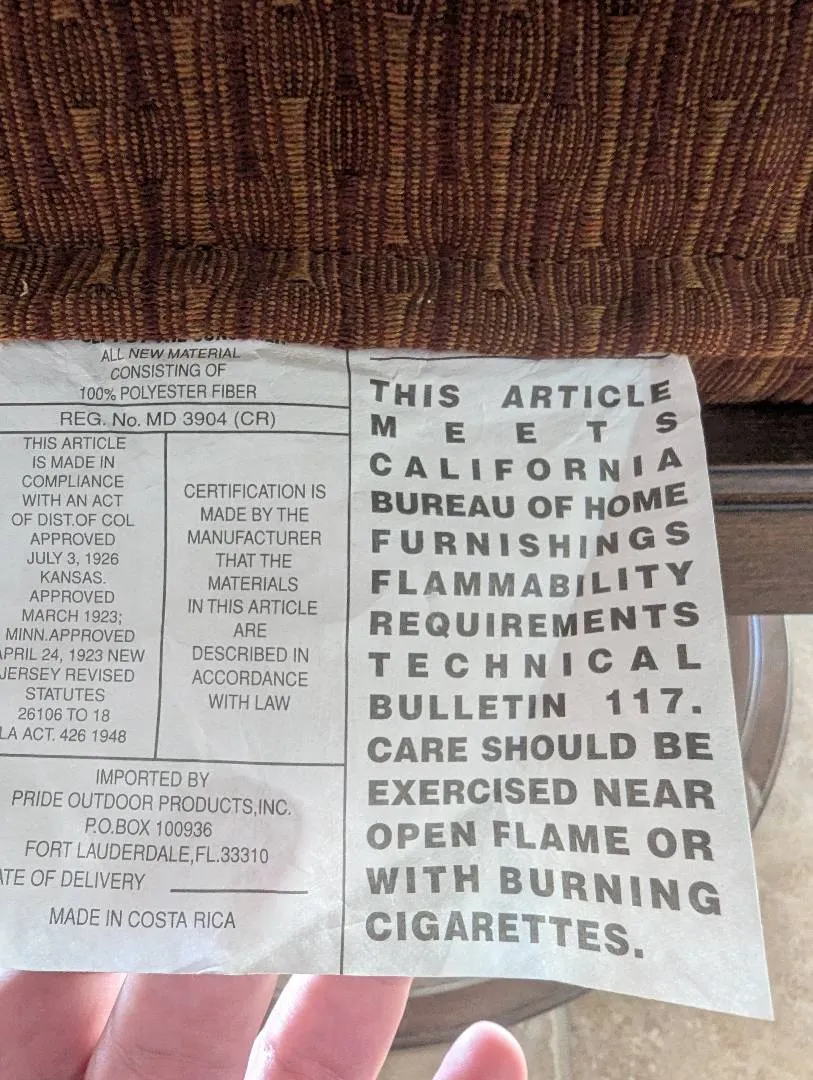 ALL NEW MATERIAL
CONSISTING OF
100% POLYESTER FIBER
REG. No. MD 3904 (CR)
THIS ARTICLE
IS MADE IN
COMPLIANCE
WITH AN ACT
OF DIST.OF COL
APPROVED
JULY 3, 1926
KANSAS.
APPROVED
MARCH 1923;
MINN.APPROVED
APRIL 24, 1923 NEW
JERSEY REVISED
STATUTES
26106 TO 18
LA ACT. 426 1948
CERTIFICATION IS
MADE BY THE
MANUFACTURER
THAT THE
MATERIALS
IN THIS ARTICLE
ARE
DESCRIBED IN
ACCORDANCE
WITH LAW
IMPORTED BY
PRIDE OUTDOOR PRODUCTS,INC.
P.O.BOX 100936
FORT LAUDERDALE,FL.33310
ATE OF DELIVERY
MADE IN COSTA RICA
THIS ARTICLE
MEETS
CALIFORNIA
BUREAU OF HOME
FURNISHINGS
FLAMMABILITY
REQUIREMENTS
TECHNICAL
BULLETIN 117.
CARE SHOULD BE
EXERCISED NEAR
OPEN FLAME OR
WITH BURNING
CIGARETTES.